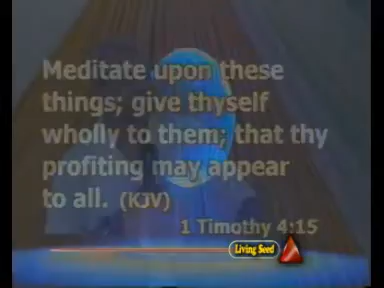 Meditate upon these
things; give thyself
wholly to them; that thy
profiting may appear
to all. (KJV)
1 Timothy 4:15
Living Seed